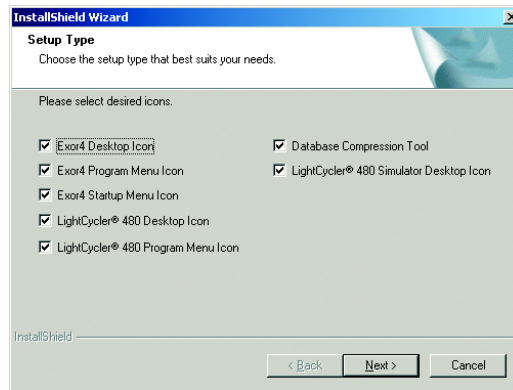 InstallShield Wizard
Setup Type
Choose the setup type that best suits your needs.
Please select desired icons.
Exor4 Desktop Icon
Exor4 Program Menu Icon
Exor4 Startup Menu Icon
LightCycler® 480 Desktop Icon
LightCycler® 480 Program Menu Icon
Database Compression Tool
LightCycler® 480 Simulator Desktop Icon
InstallShield
< Back
Next >
Cancel